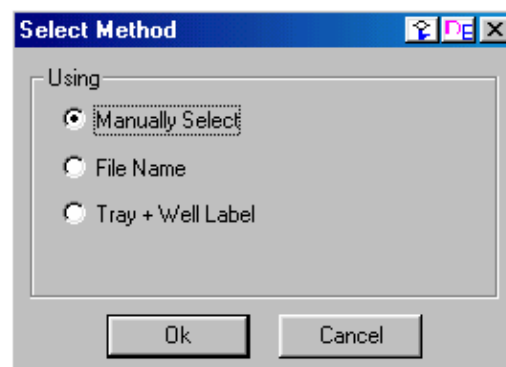 Select Method
Using
Manually Select
File Name
Tray + Well Label
Ok
Cancel